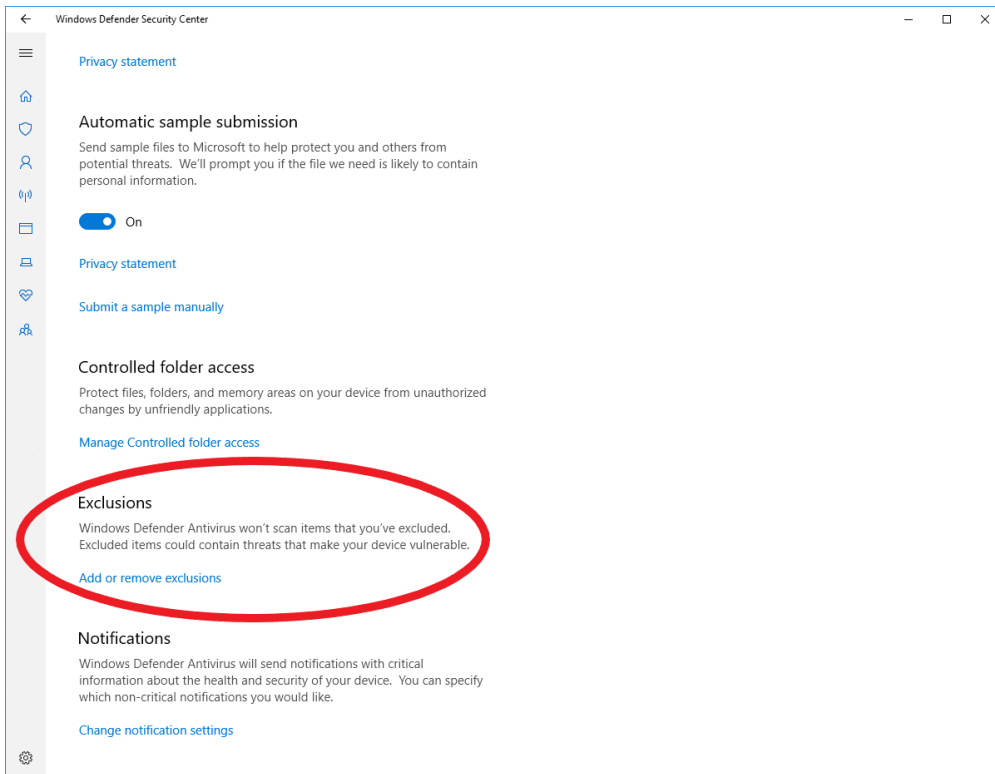 Windows Defender Security Center
Privacy statement
Automatic sample submission
Send sample files to Microsoft to help protect you and others from
potential threats.  We'll prompt you if the file we need is likely to contain
personal information.
On
Privacy statement
Submit a sample manually
Controlled folder access
Protect files, folders, and memory areas on your device from unauthorized
changes by unfriendly applications.
Manage Controlled folder access
Exclusions
Windows Defender Antivirus won't scan items that you've excluded.
Excluded items could contain threats that make your device vulnerable.
Add or remove exclusions
Notifications
Windows Defender Antivirus will send notifications with critical
information about the health and security of your device.  You can specify
which non-critical notifications you would like.
Change notification settings